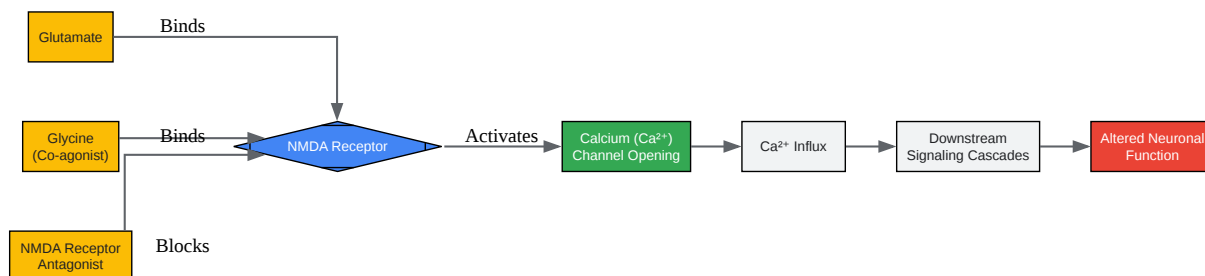 Glutamate
Binds
Glycine
(Co-agonist)
Binds
NMDA Receptor
Activates
Calcium (Ca²⁺)
Channel Opening
Ca²⁺ Influx
Downstream
Signaling Cascades
Altered Neuronal
Function
NMDA Receptor
Antagonist
Blocks